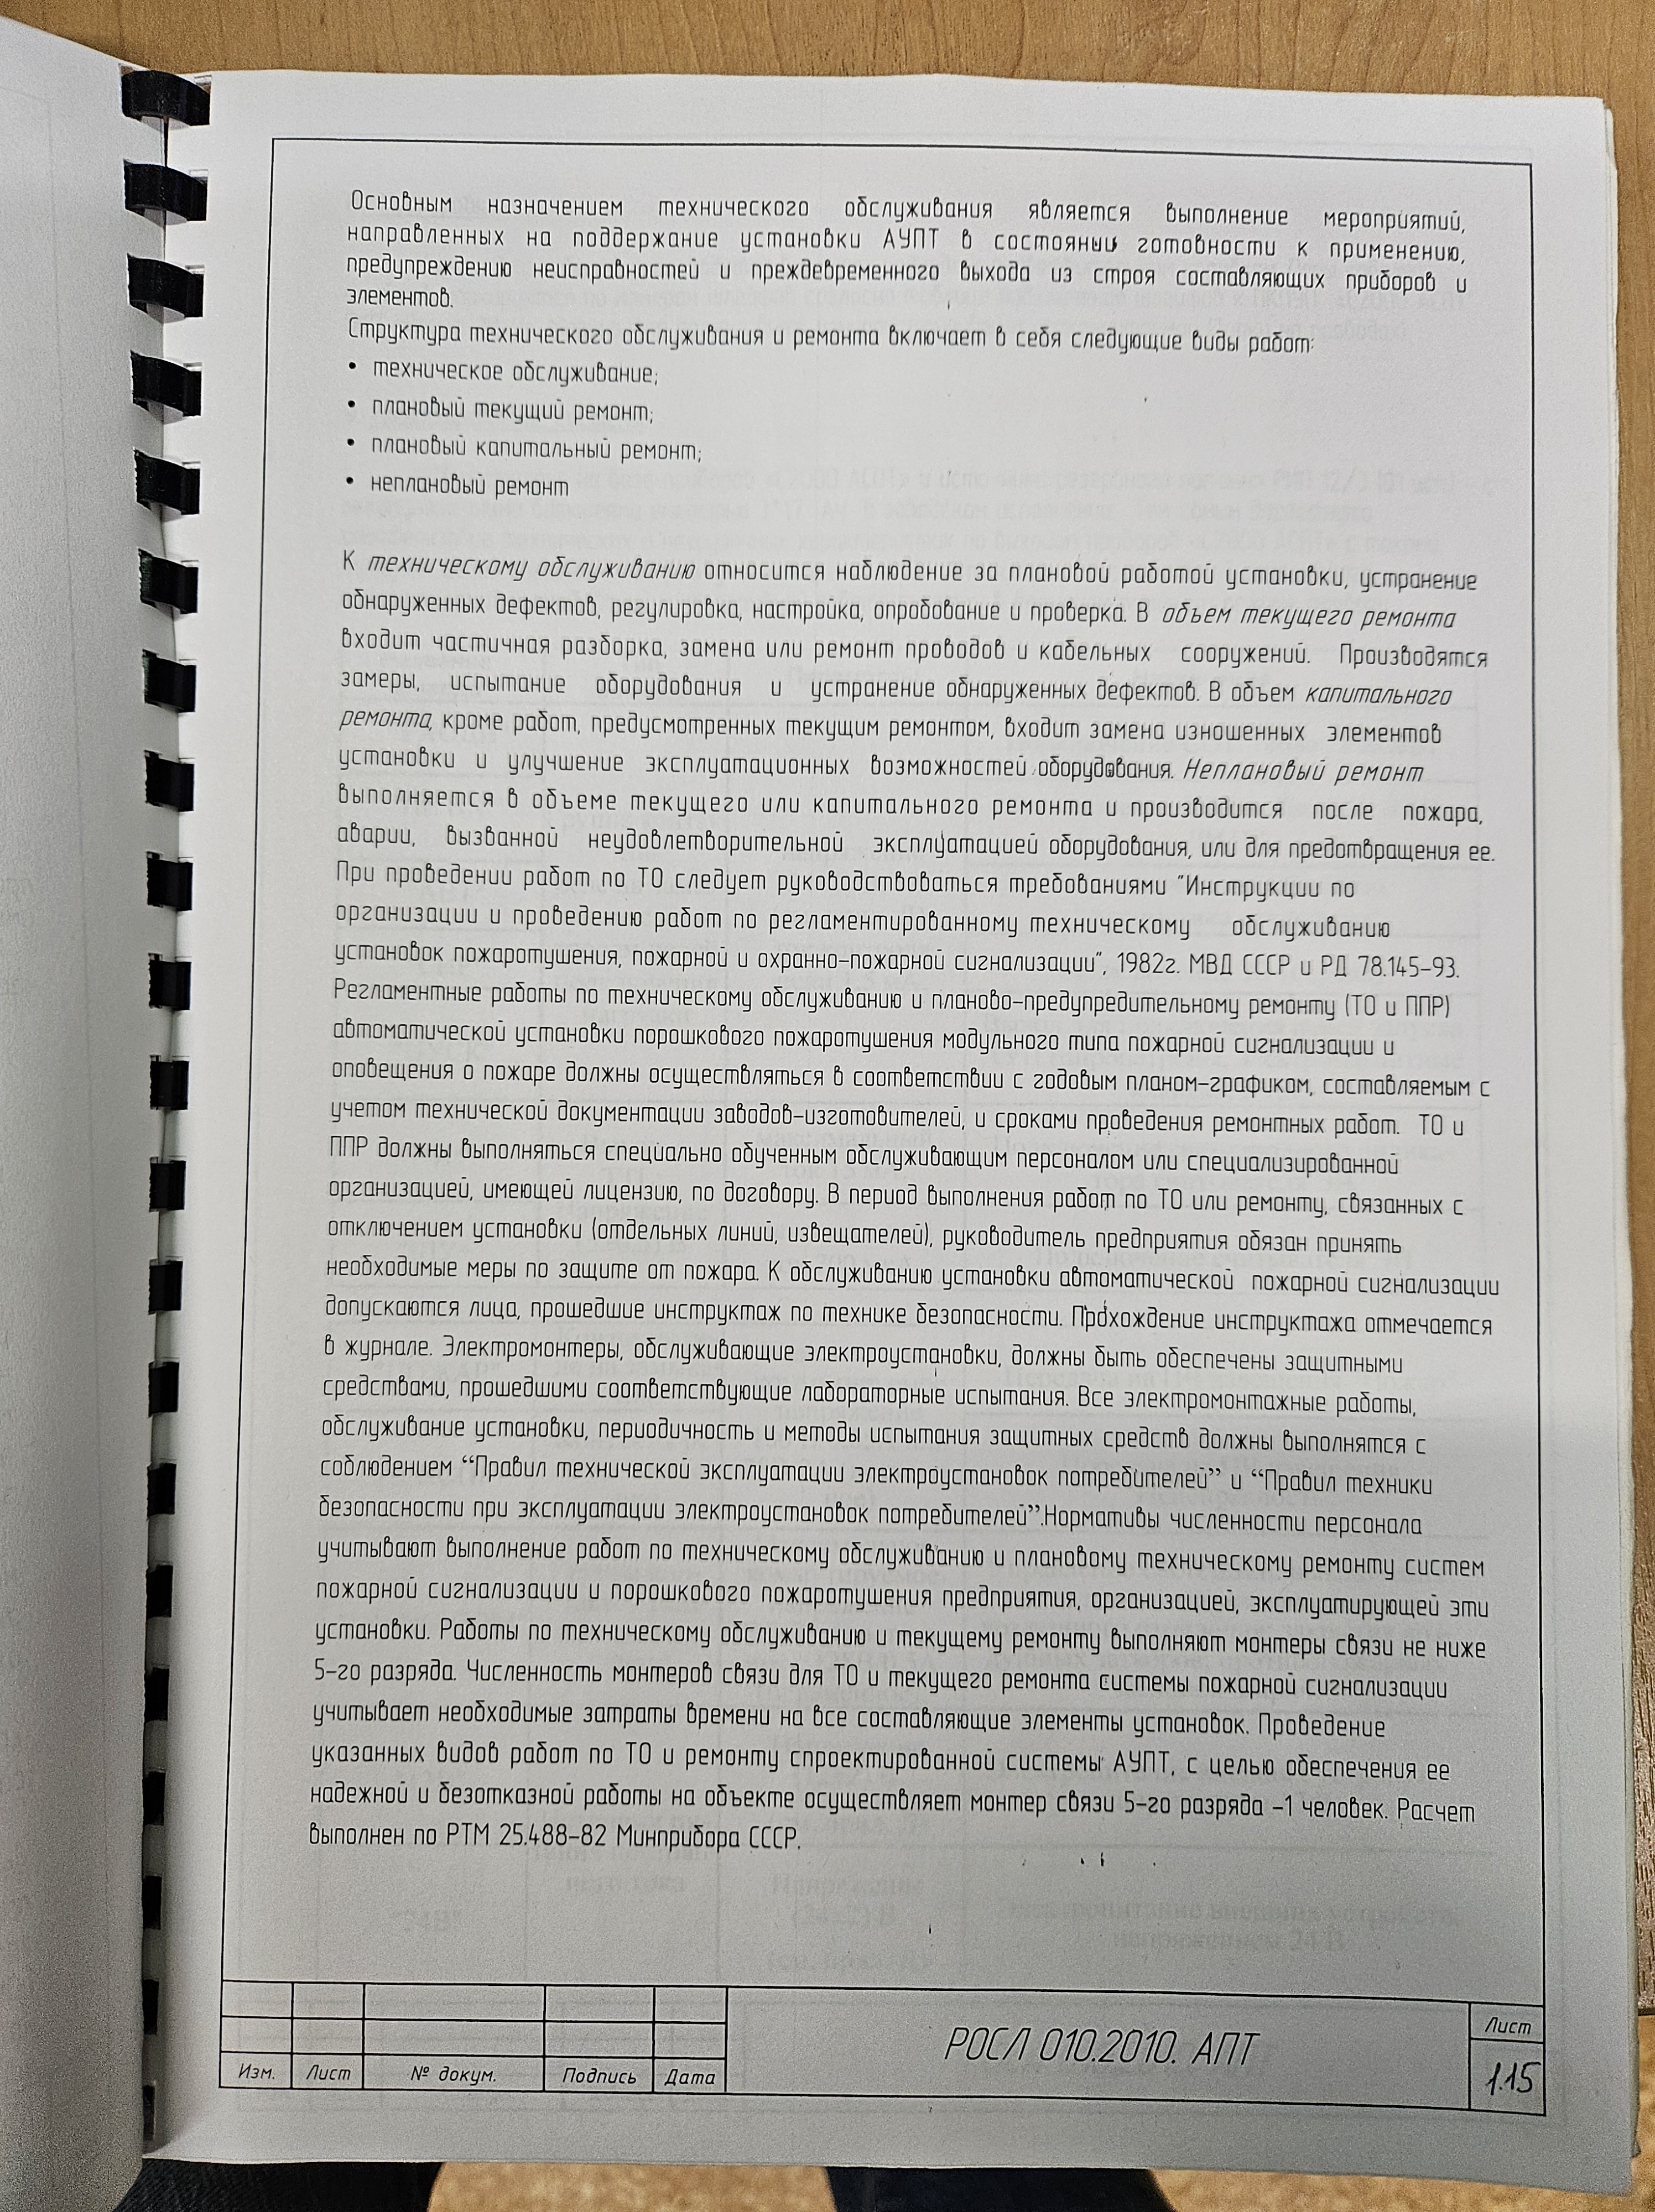 Основным назначением технического обслуживания является выполнение мероприятий,
направленных на поддержание установки АУПТ в состоянии готовности к применению,
предупреждению неисправностей и преждевременного выхода из строя составляющих приборов и
элементов.
Структура технического обслуживания и ремонта включает в себя следующие виды работ:
• техническое обслуживание;
• плановый текущий ремонт;
• плановый капитальный ремонт;
• неплановый ремонт
К техническому обслуживанию относится наблюдение за плановой работой установки, устранение
обнаруженных дефектов, регулировка, настройка, опробование и проверка. В объем текущего ремонта
входит частичная разборка, замена или ремонт проводов и кабельных сооружений. Производятся
замеры, испытание оборудования и устранение обнаруженных дефектов. В объем капитального
ремонта, кроме работ, предусмотренных текущим ремонтом, входит замена изношенных элементов
установки и улучшение эксплуатационных возможностей оборудования. Неплановый ремонт
выполняется в объеме текущего или капитального ремонта и производится после пожара,
аварии, вызванной неудовлетворительной эксплуатацией оборудования, или для предотвращения ее.
При проведении работ по ТО следует руководствоваться требованиями "Инструкции по
организации и проведению работ по регламентированному техническому обслуживанию
установок пожаротушения, пожарной и охранно-пожарной сигнализации", 1982г. МВД СССР и РД 78.145-93.
Регламентные работы по техническому обслуживанию и планово-предупредительному ремонту (ТО и ППР)
автоматической установки порошкового пожаротушения модульного типа пожарной сигнализации и
оповещения о пожаре должны осуществляться в соответствии с годовым планом-графиком, составляемым с
учетом технической документации заводов-изготовителей, и сроками проведения ремонтных работ. ТО и
ППР должны выполняться специально обученным обслуживающим персоналом или специализированной
организацией, имеющей лицензию, по договору. В период выполнения работ по ТО или ремонту, связанных с
отключением установки (отдельных линий, извещателей), руководитель предприятия обязан принять
необходимые меры по защите от пожара. К обслуживанию установки автоматической пожарной сигнализации
допускаются лица, прошедшие инструктаж по технике безопасности. Прохождение инструктажа отмечается
в журнале. Электромонтеры, обслуживающие электроустановки, должны быть обеспечены защитными
средствами, прошедшими соответствующие лабораторные испытания. Все электромонтажные работы,
обслуживание установки, периодичность и методы испытания защитных средств должны выполнятся с
соблюдением “Правил технической эксплуатации электроустановок потребителей” и “Правил техники
безопасности при эксплуатации электроустановок потребителей”.Нормативы численности персонала
учитывают выполнение работ по техническому обслуживанию и плановому техническому ремонту систем
пожарной сигнализации и порошкового пожаротушения предприятия, организацией, эксплуатирующей эти
установки. Работы по техническому обслуживанию и текущему ремонту выполняют монтеры связи не ниже
5-го разряда. Численность монтеров связи для ТО и текущего ремонта системы пожарной сигнализации
учитывает необходимые затраты времени на все составляющие элементы установок. Проведение
указанных видов работ по ТО и ремонту спроектированной системы АУПТ, с целью обеспечения ее
надежной и безотказной работы на объекте осуществляет монтер связи 5-го разряда -1 человек. Расчет
выполнен по РТМ 25.488-82 Минприбора СССР.
РОСЛ 010.2010. АПТ
Лист
1.15
Изм. Лист № докум. Подпись Дата